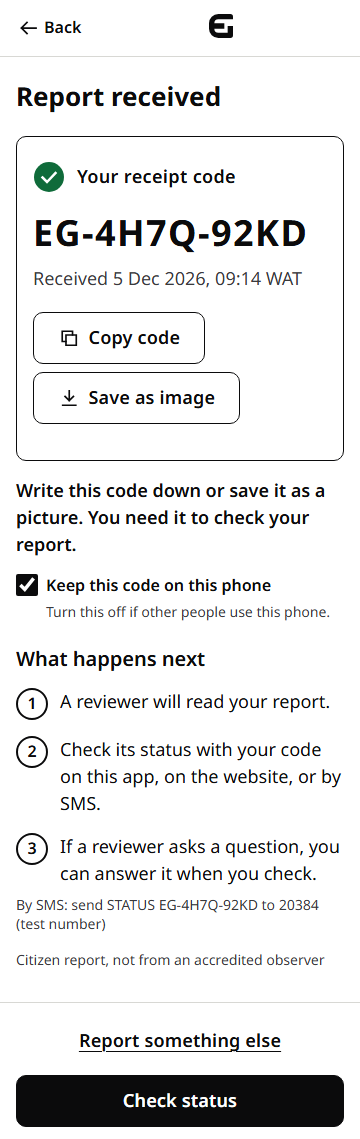 Back
Report received
Your receipt code
EG-4H7Q-92KD
Received 5 Dec 2026, 09:14 WAT
Copy code
Save as image
Write this code down or save it as a
picture. You need it to check your
report.
Keep this code on this phone
Turn this off if other people use this phone.
What happens next
1 A reviewer will read your report.
2 Check its status with your code
on this app, on the website, or by
SMS.
3 If a reviewer asks a question, you
can answer it when you check.
By SMS: send STATUS EG-4H7Q-92KD to 20384
(test number)
Citizen report, not from an accredited observer
Report something else
Check status